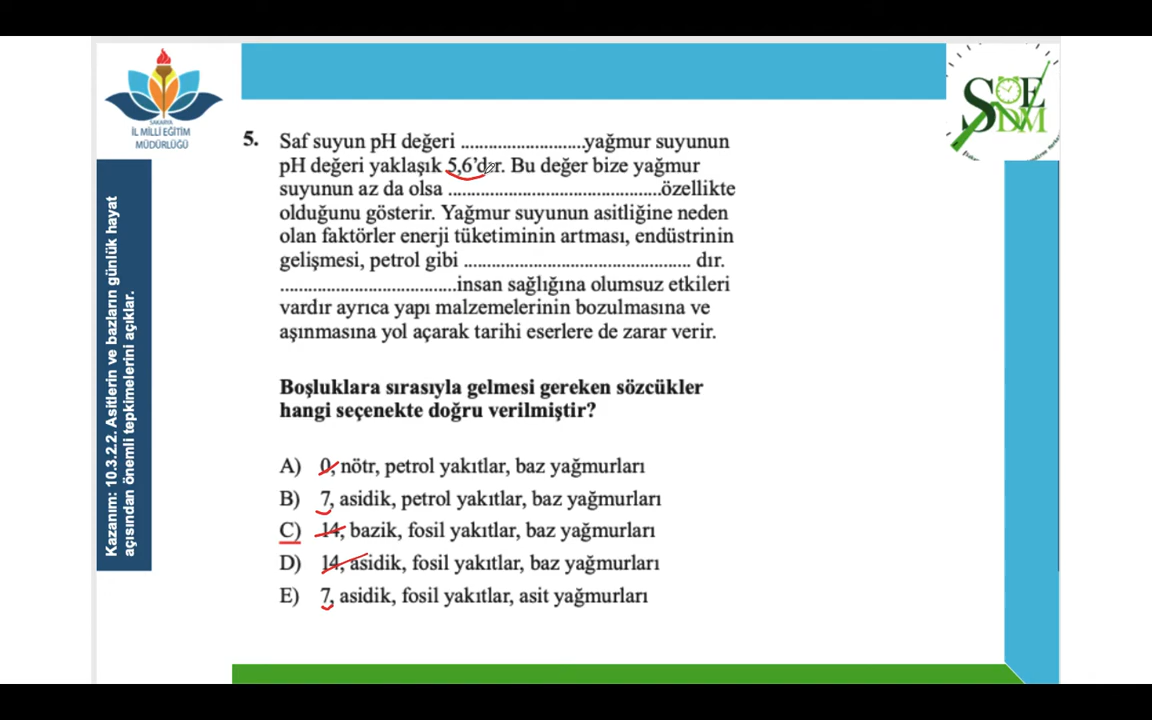 SAKARYA
İL MİLLİ EĞİTİM
MÜDÜRLÜĞÜ
SDE
DM
Kazanım: 10.3.2.2. Asitlerin ve bazların günlük hayat
açısından önemli tepkimelerini açıklar.
5. Saf suyun pH değeri ..........................yağmur suyunun
pH değeri yaklaşık 5,6’dır. Bu değer bize yağmur
suyunun az da olsa .............................................özellikte
olduğunu gösterir. Yağmur suyunun asitliğine neden
olan faktörler enerji tüketiminin artması, endüstrinin
gelişmesi, petrol gibi ............................................... dır.
.....................................insan sağlığına olumsuz etkileri
vardır ayrıca yapı malzemelerinin bozulmasına ve
aşınmasına yol açarak tarihi eserlere de zarar verir.
Boşluklara sırasıyla gelmesi gereken sözcükler
hangi seçenekte doğru verilmiştir?
A) 0, nötr, petrol yakıtlar, baz yağmurları
B) 7, asidik, petrol yakıtlar, baz yağmurları
C) 14, bazik, fosil yakıtlar, baz yağmurları
D) 14, asidik, fosil yakıtlar, baz yağmurları
E) 7, asidik, fosil yakıtlar, asit yağmurları